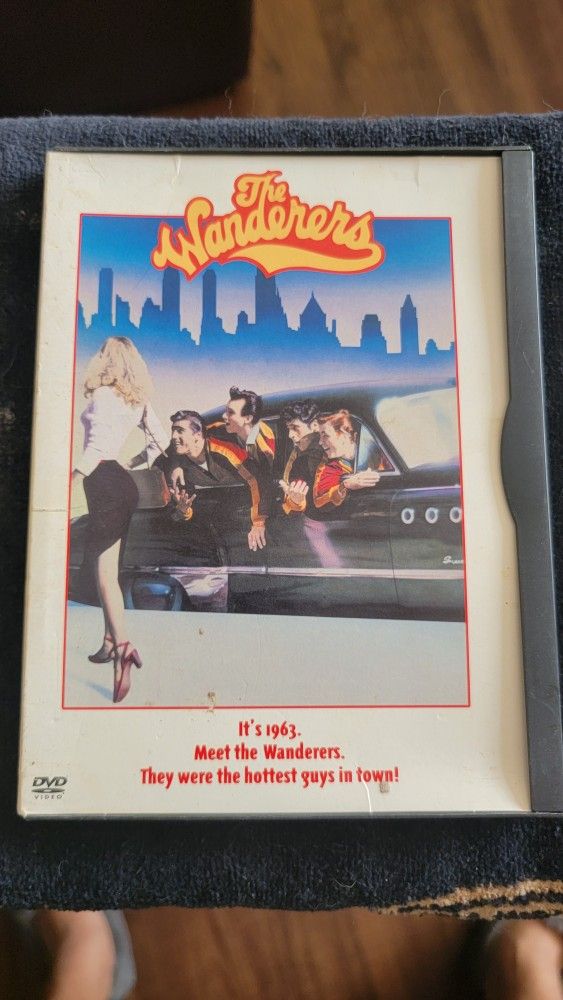 The
Wanderers
It's 1963.
Meet the Wanderers.
They were the hottest guys in town!
DVD
VIDEO